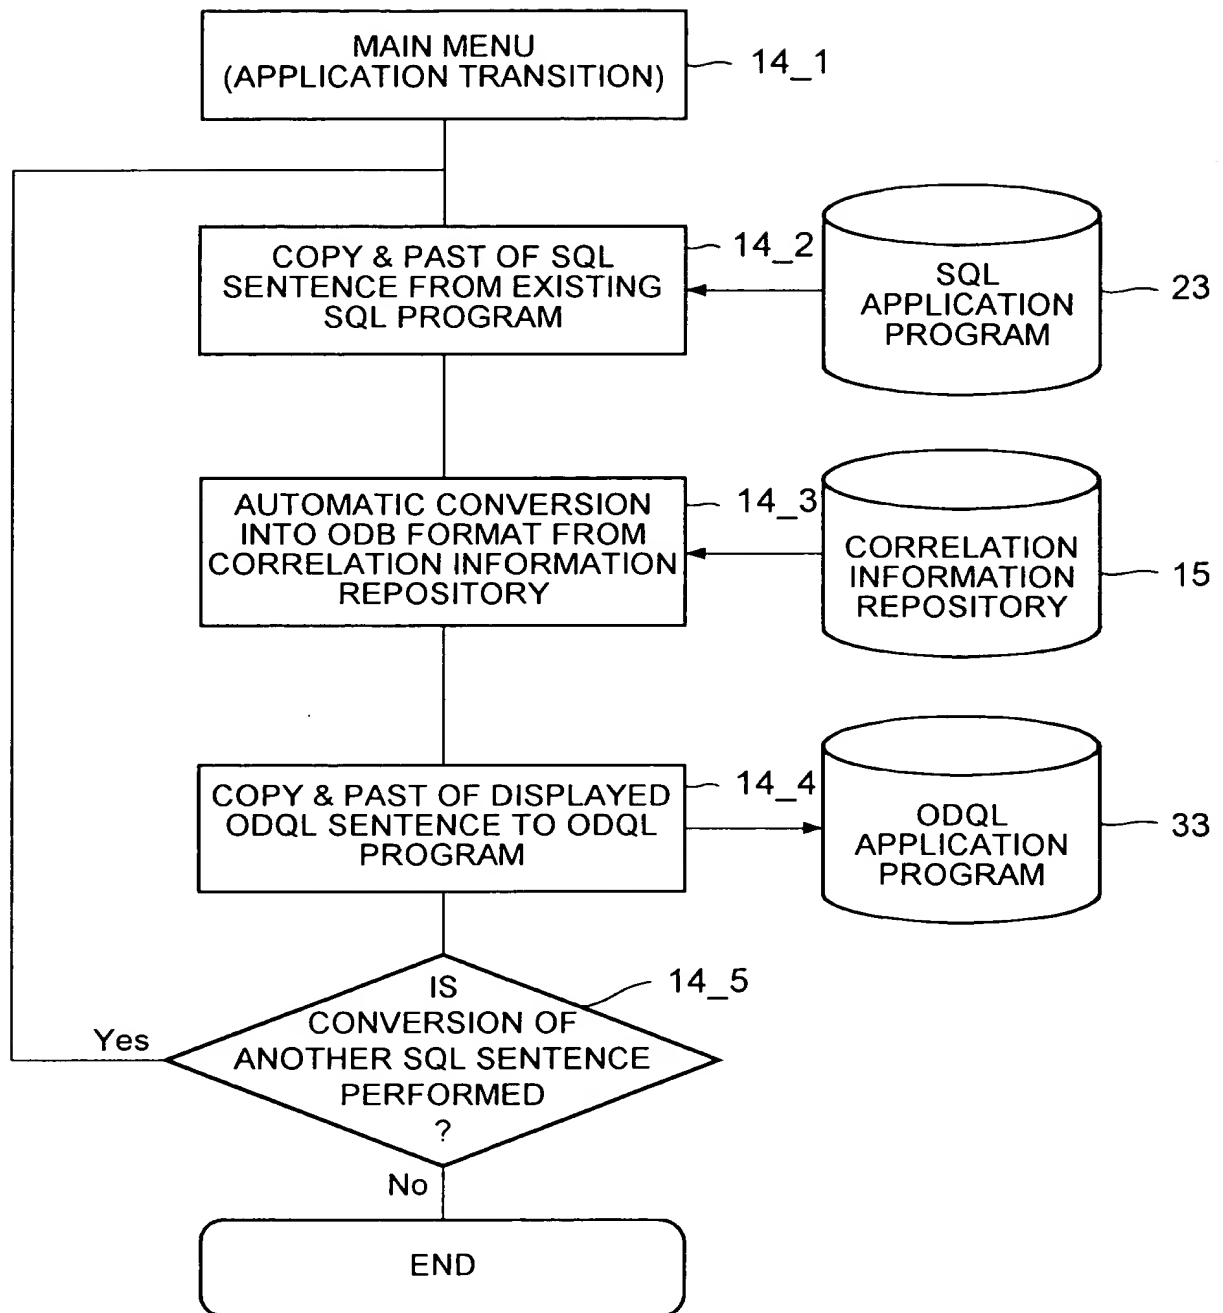 MAIN MENU
(APPLICATION TRANSITION)
14_1
COPY & PAST OF SQL
SENTENCE FROM EXISTING
SQL PROGRAM
14_2
SQL
APPLICATION
PROGRAM
23
AUTOMATIC CONVERSION
INTO ODB FORMAT FROM
CORRELATION INFORMATION
REPOSITORY
14_3
CORRELATION
INFORMATION
REPOSITORY
15
COPY & PAST OF DISPLAYED
ODQL SENTENCE TO ODQL
PROGRAM
14_4
ODQL
APPLICATION
PROGRAM
33
IS
CONVERSION OF
ANOTHER SQL SENTENCE
PERFORMED
?
14_5
Yes
No
END